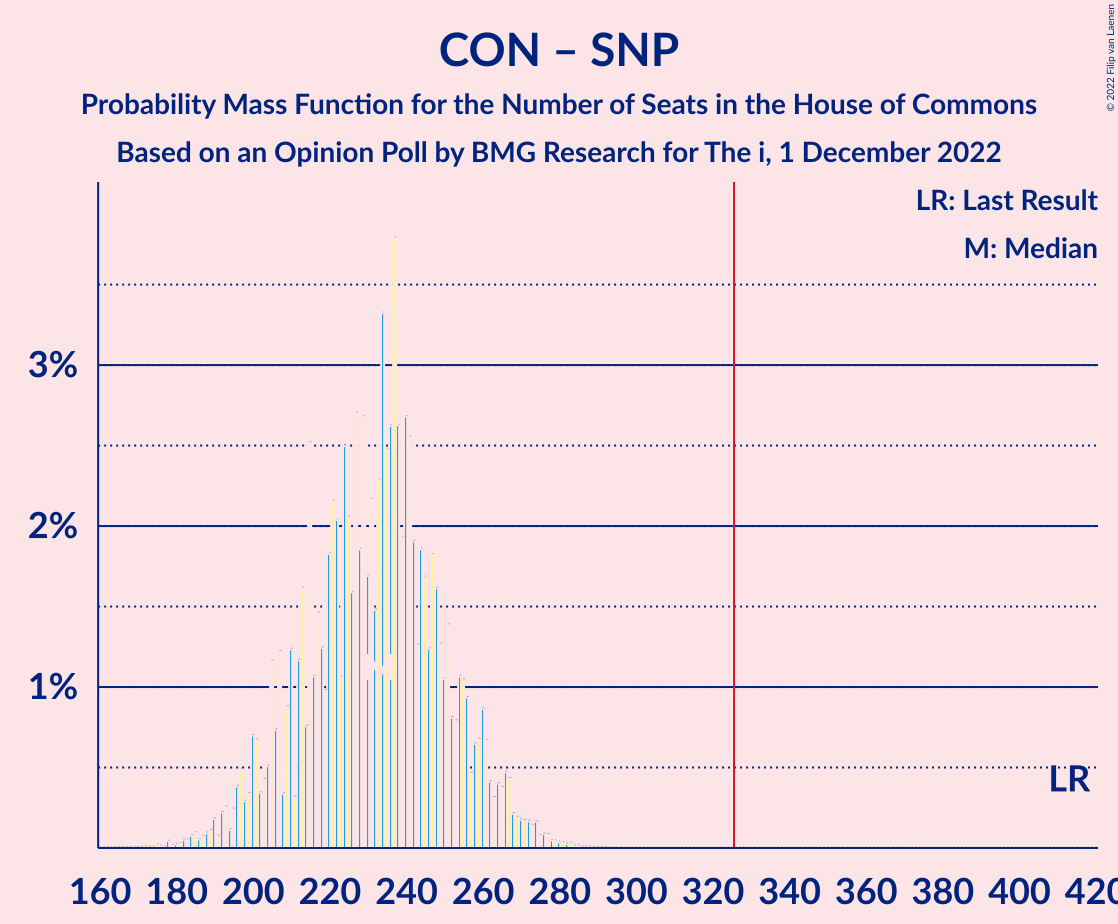 CON – SNP
Probability Mass Function for the Number of Seats in the House of Commons
Based on an Opinion Poll by BMG Research for The i, 1 December 2022
© 2022 Filip van Laenen
LR: Last Result
M: Median
3%
2%
1%
M
LR
160 180 200 220 240 260 280 300 320 340 360 380 400 420